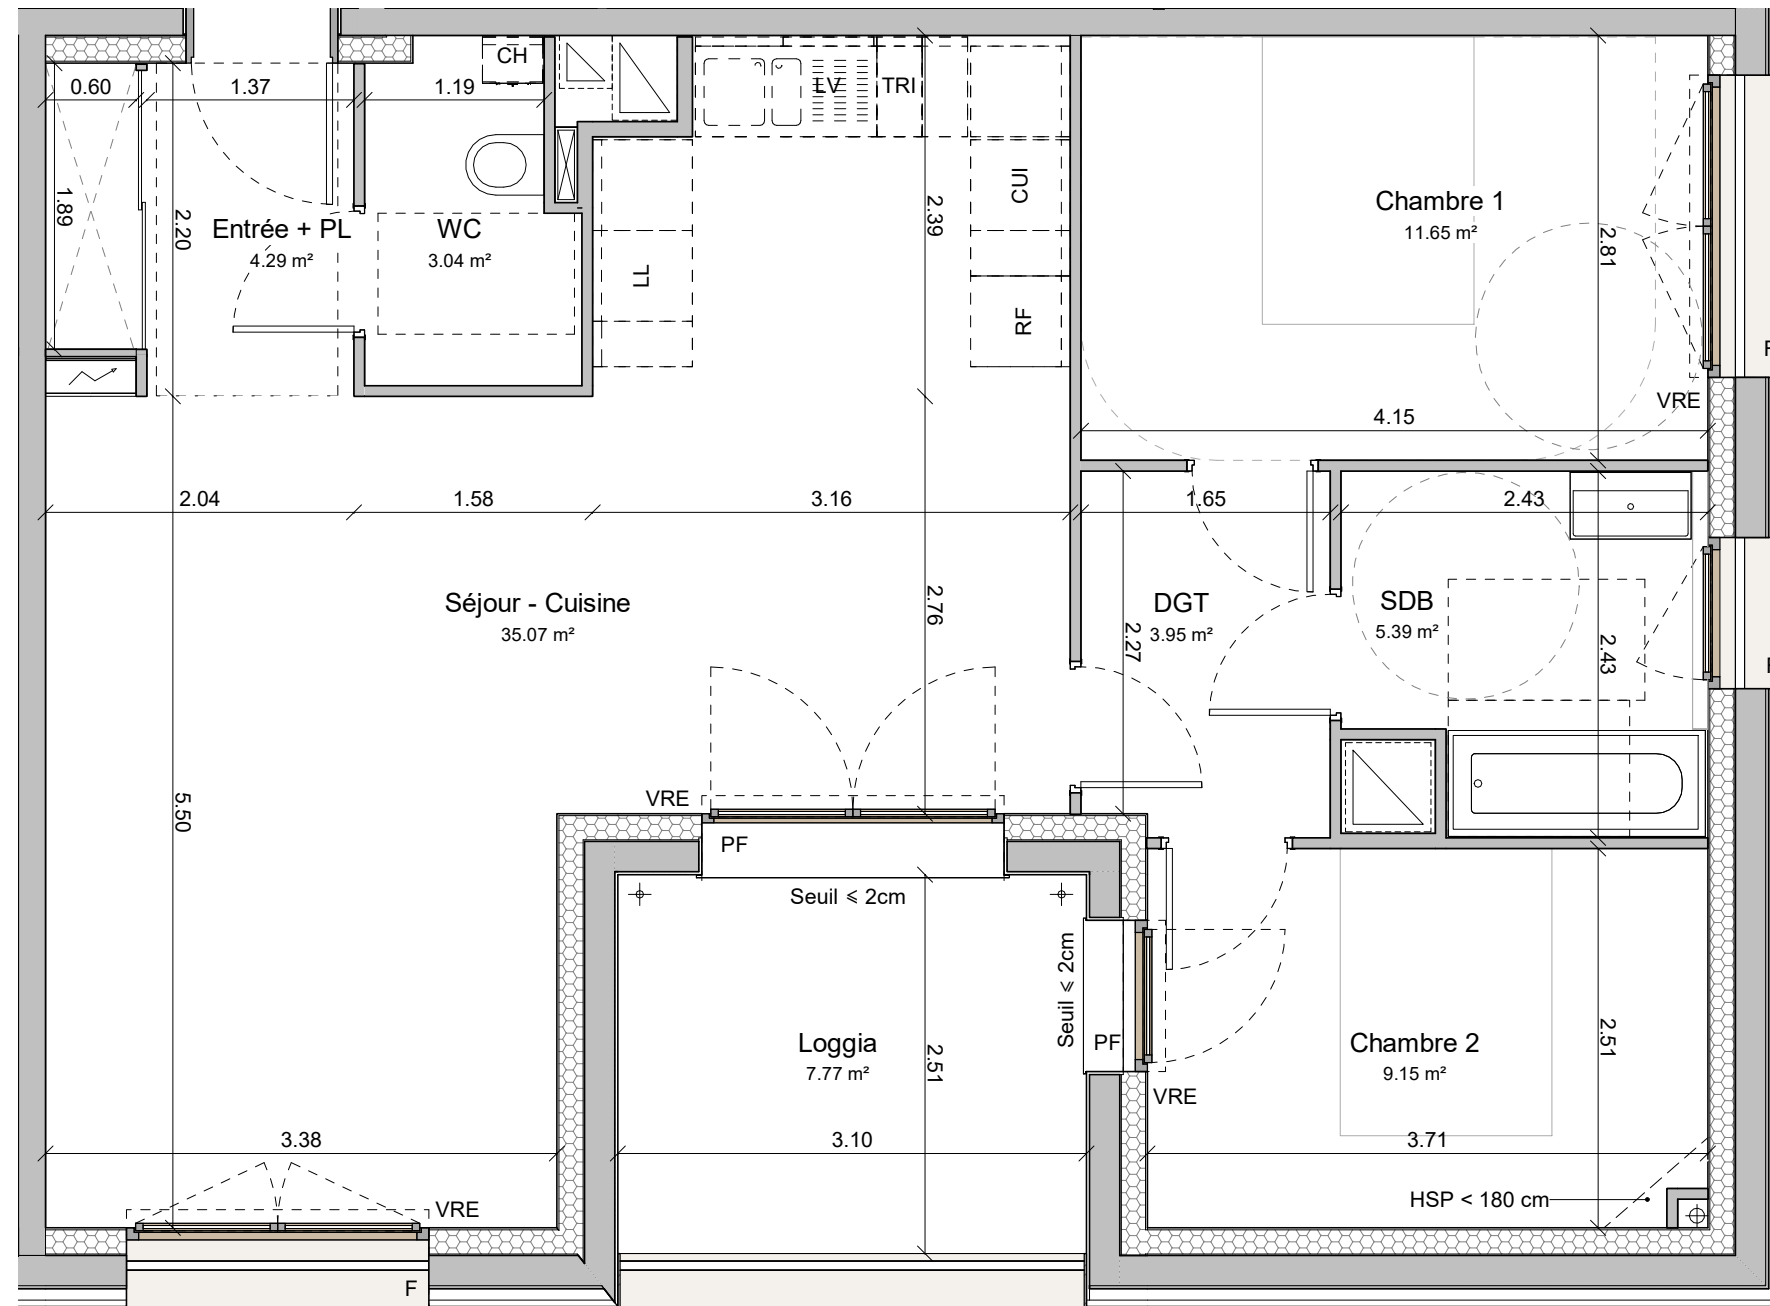 CH
0.60
1.37
1.19
LV
TRI
1.89
2.20
Entrée + PL
4.29 m²
WC
3.04 m²
LL
2.39
CUI
RF
Chambre 1
11.65 m²
2.81
F
VRE
4.15
2.04
1.58
3.16
1.65
2.43
Séjour - Cuisine
35.07 m²
2.76
DGT
3.95 m²
2.27
SDB
5.39 m²
2.43
5.50
VRE
PF
Seuil ⩽ 2cm
Seuil ⩽ 2cm
PF
VRE
Loggia
7.77 m²
2.51
Chambre 2
9.15 m²
2.51
3.38
3.10
3.71
HSP < 180 cm
VRE
F